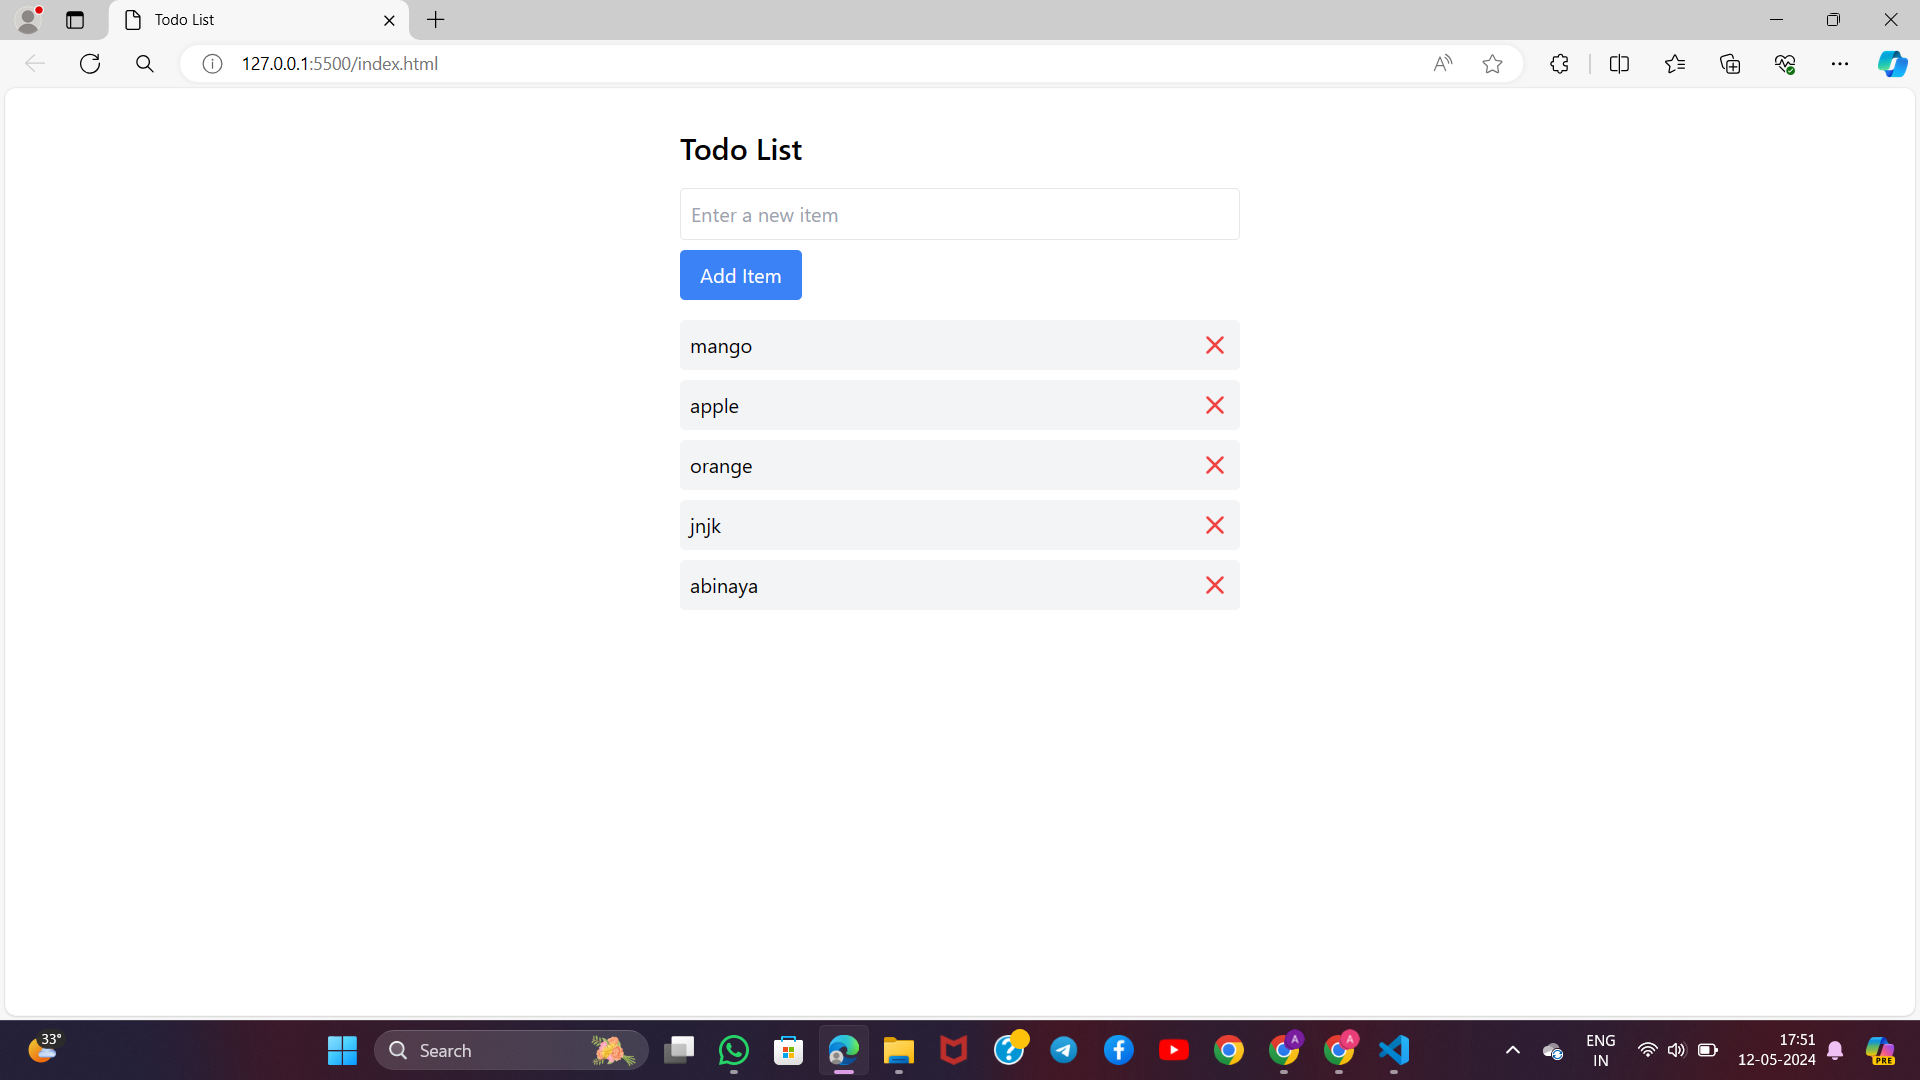 Todo List
127.0.0.1:5500/index.html
Todo List
Enter a new item
Add Item
mango
apple
orange
jnjk
abinaya
33°
Search
A
A
ENG
IN
17:51
12-05-2024
PRE